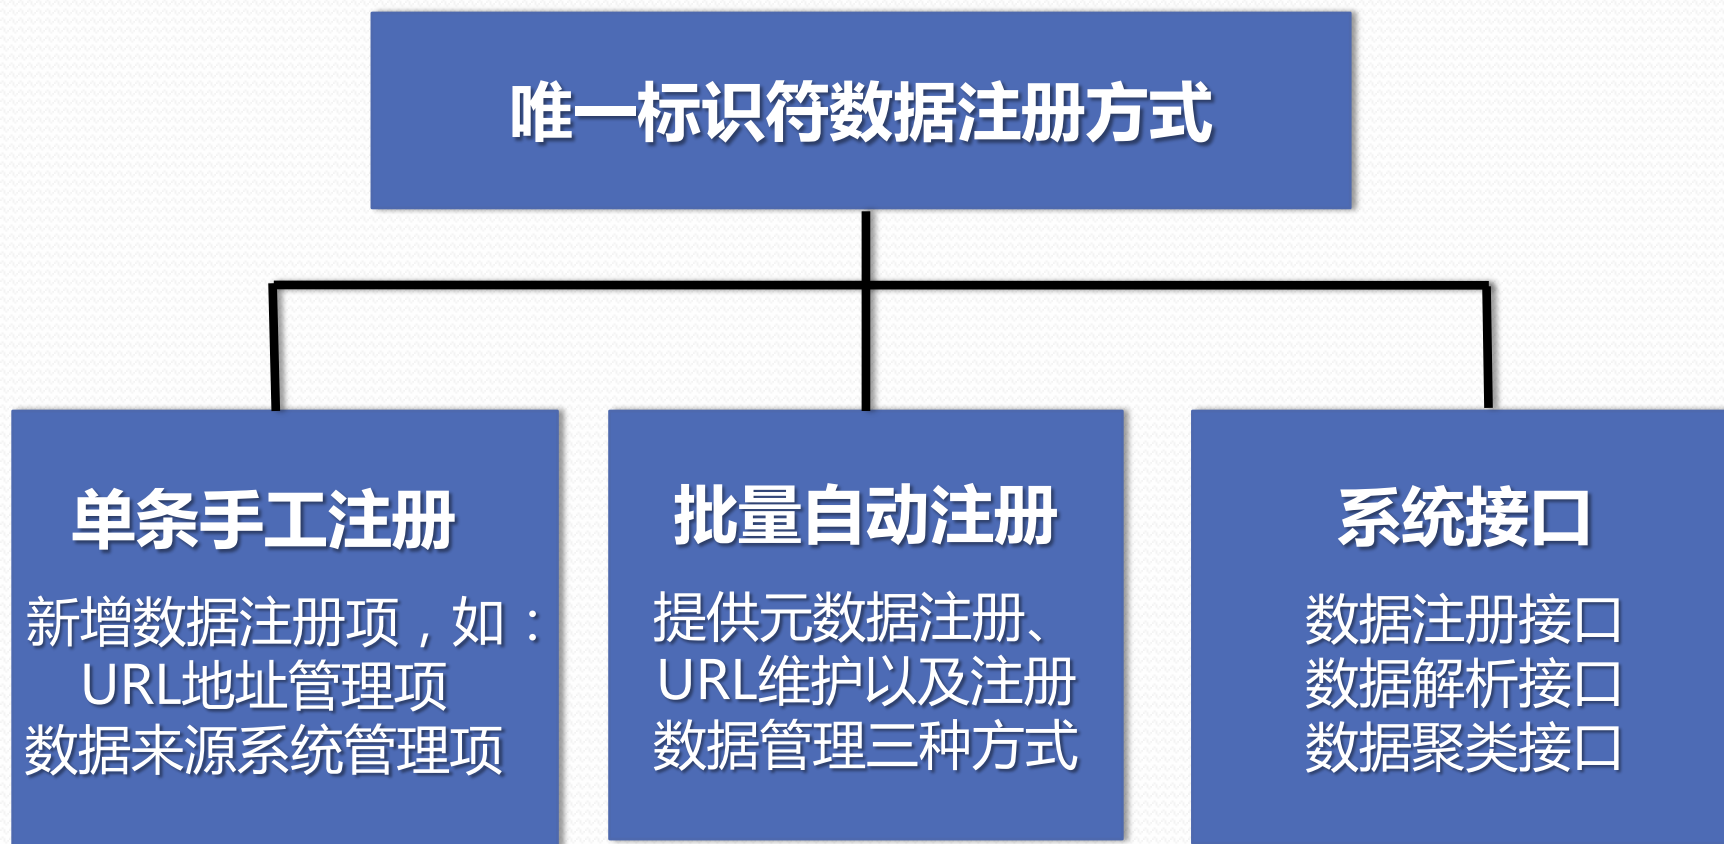 唯一标识符数据注册方式
单条手工注册
新增数据注册项，如：
URL地址管理项
数据来源系统管理项
批量自动注册
提供元数据注册、
URL维护以及注册
数据管理三种方式
系统接口
数据注册接口
数据解析接口
数据聚类接口